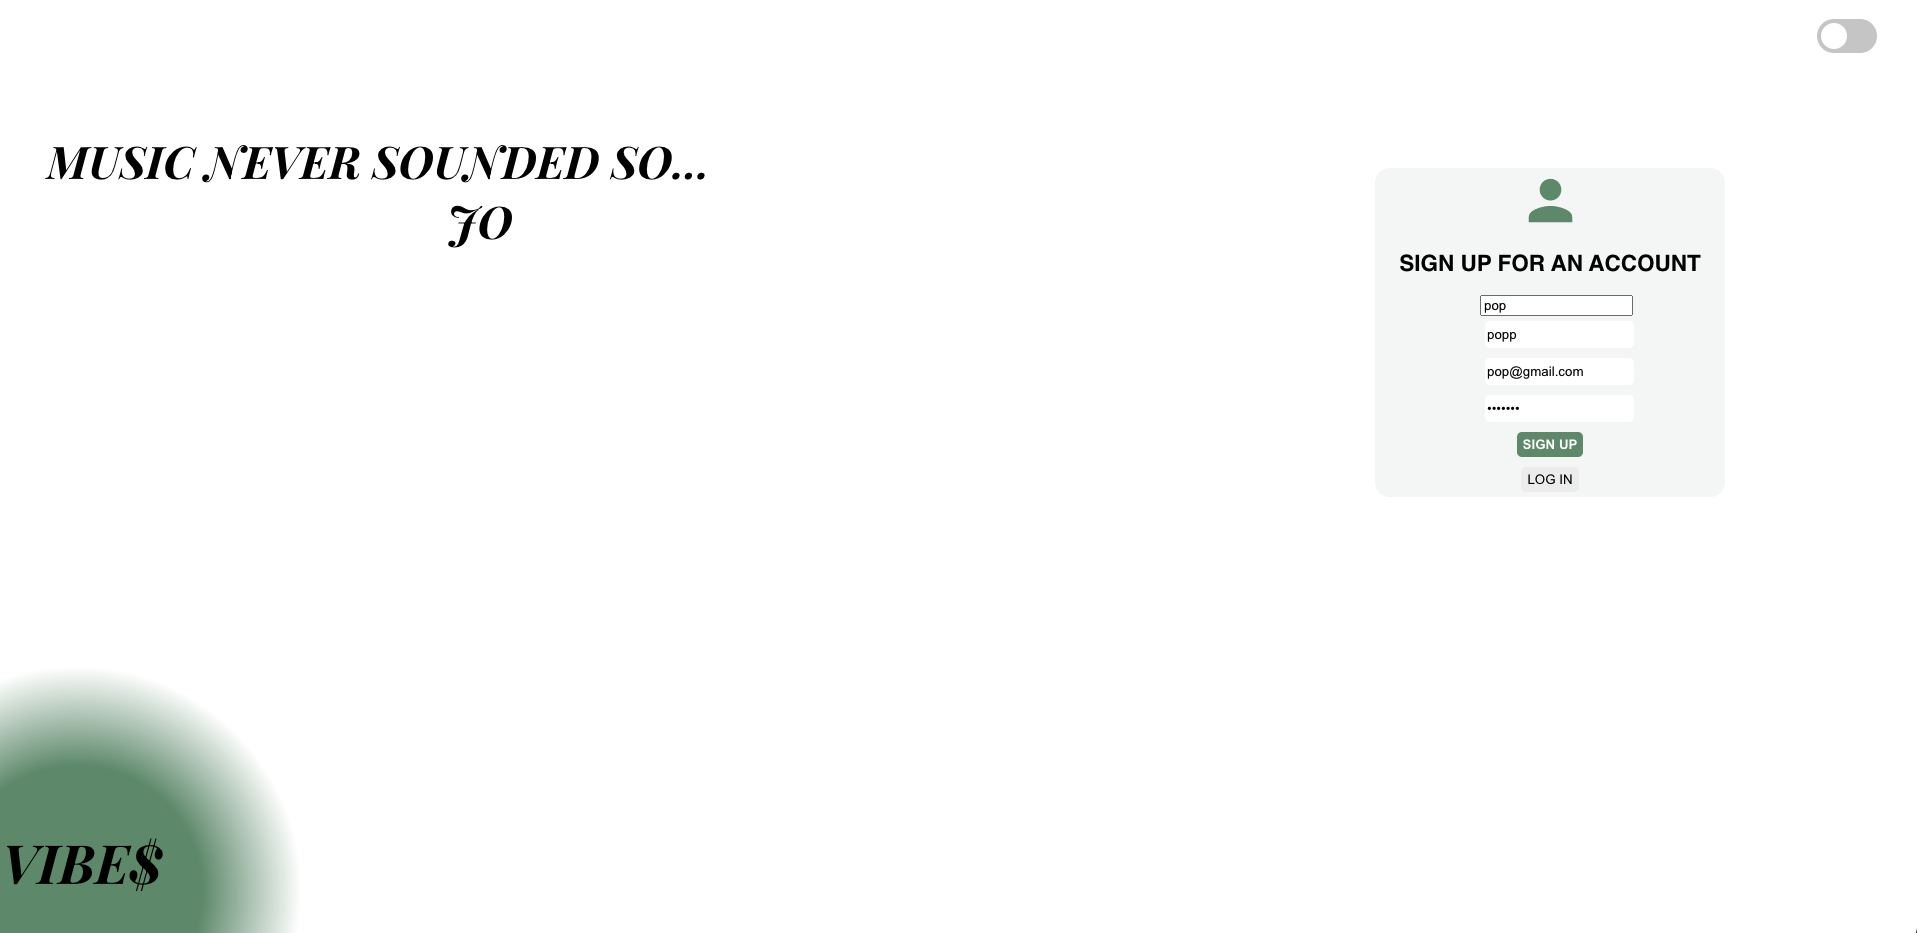 MUSIC NEVER SOUNDED SO...
JO
SIGN UP FOR AN ACCOUNT
pop
popp
pop@gmail.com
•••••••
SIGN UP
LOG IN
VIBE$